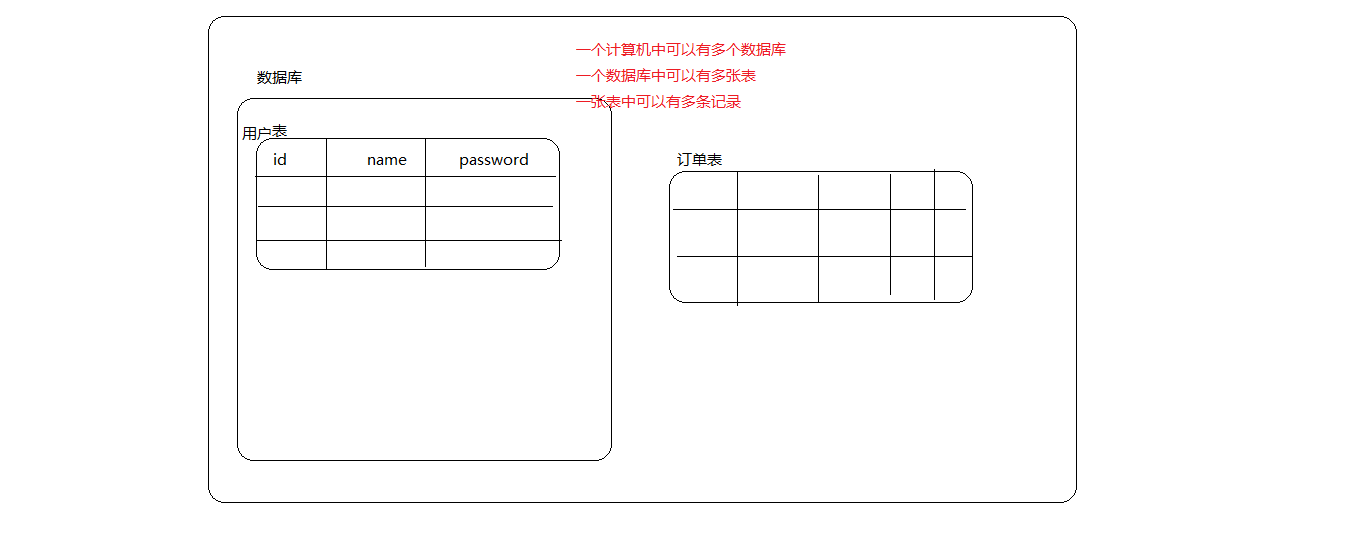 一个计算机中可以有多个数据库
数据库
一个数据库中可以有多张表
一张表中可以有多条记录
用户表
id name password
订单表